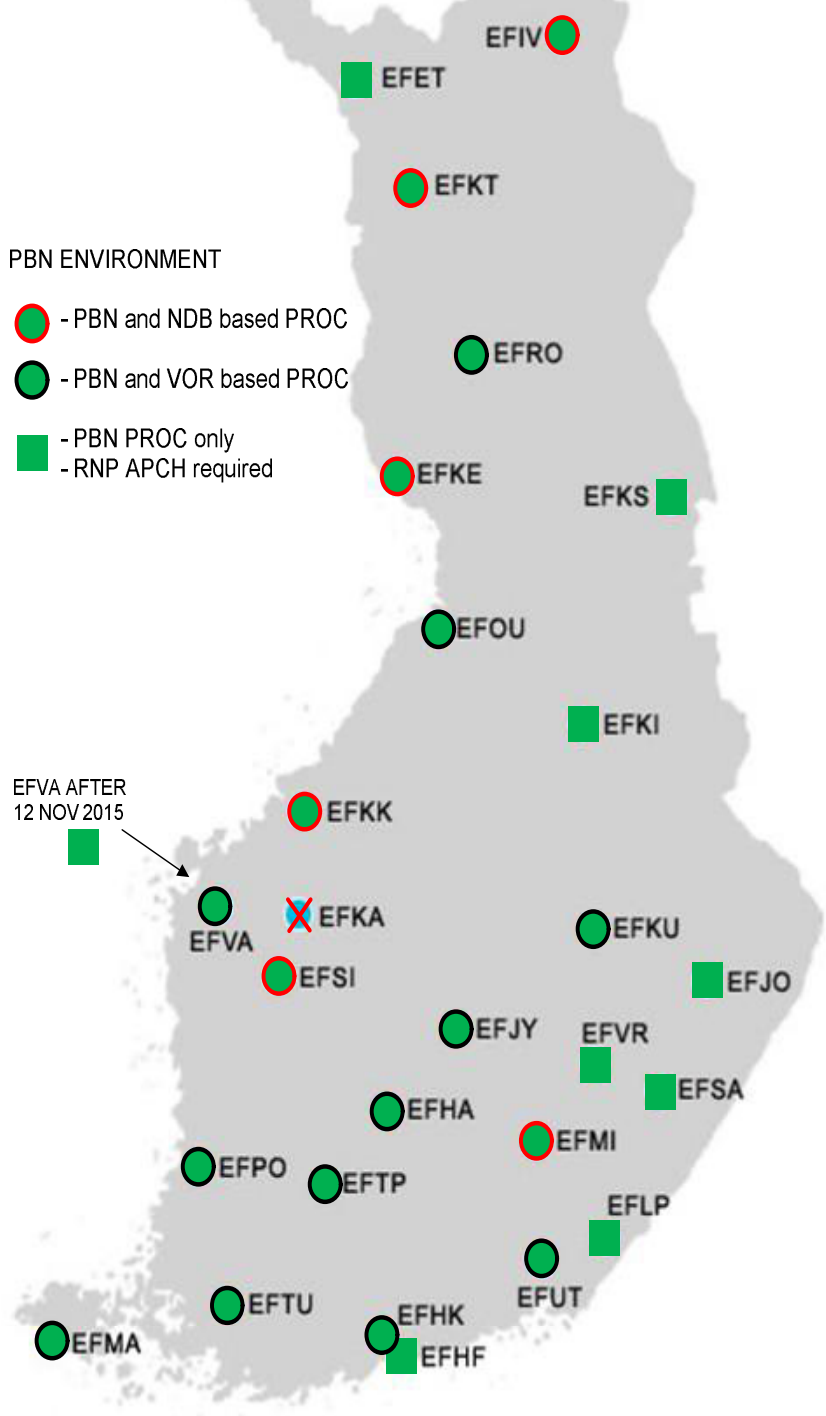 EFIV
EFET
EFKT
PBN ENVIRONMENT
- PBN and NDB based PROC
EFRO
- PBN and VOR based PROC
- PBN PROC only
- RNP APCH required
EFKE
EFKS
EFOU
EFKI
EFVA AFTER
12 NOV 2015
EFKK
EFKA
EFVA
EFKU
EFSI
EFJO
EFJY
EFVR
EFSA
EFHA
EFMI
EFPO
EFTP
EFLP
EFUT
EFTU
EFHK
EFMA
EFHF